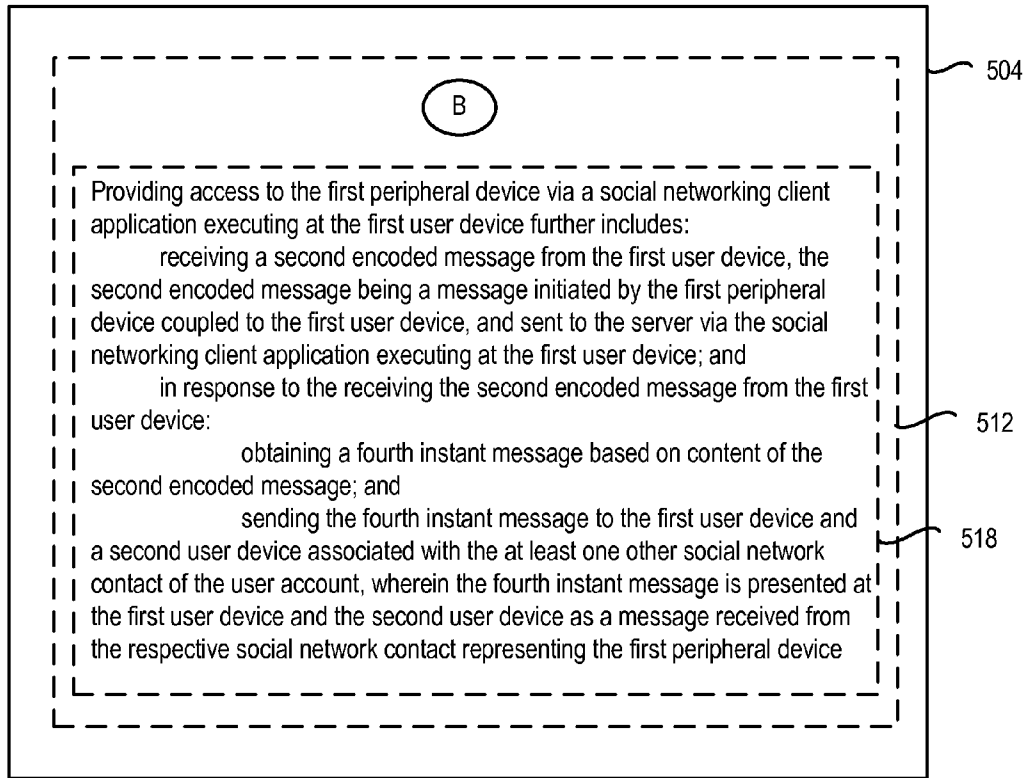 504
B
Providing access to the first peripheral device via a social networking client
application executing at the first user device further includes:
receiving a second encoded message from the first user device, the
second encoded message being a message initiated by the first peripheral
device coupled to the first user device, and sent to the server via the social
networking client application executing at the first user device; and
in response to the receiving the second encoded message from the first
user device:
512
obtaining a fourth instant message based on content of the
second encoded message; and
sending the fourth instant message to the first user device and
518
a second user device associated with the at least one other social network
contact of the user account, wherein the fourth instant message is presented at
the first user device and the second user device as a message received from
the respective social network contact representing the first peripheral device